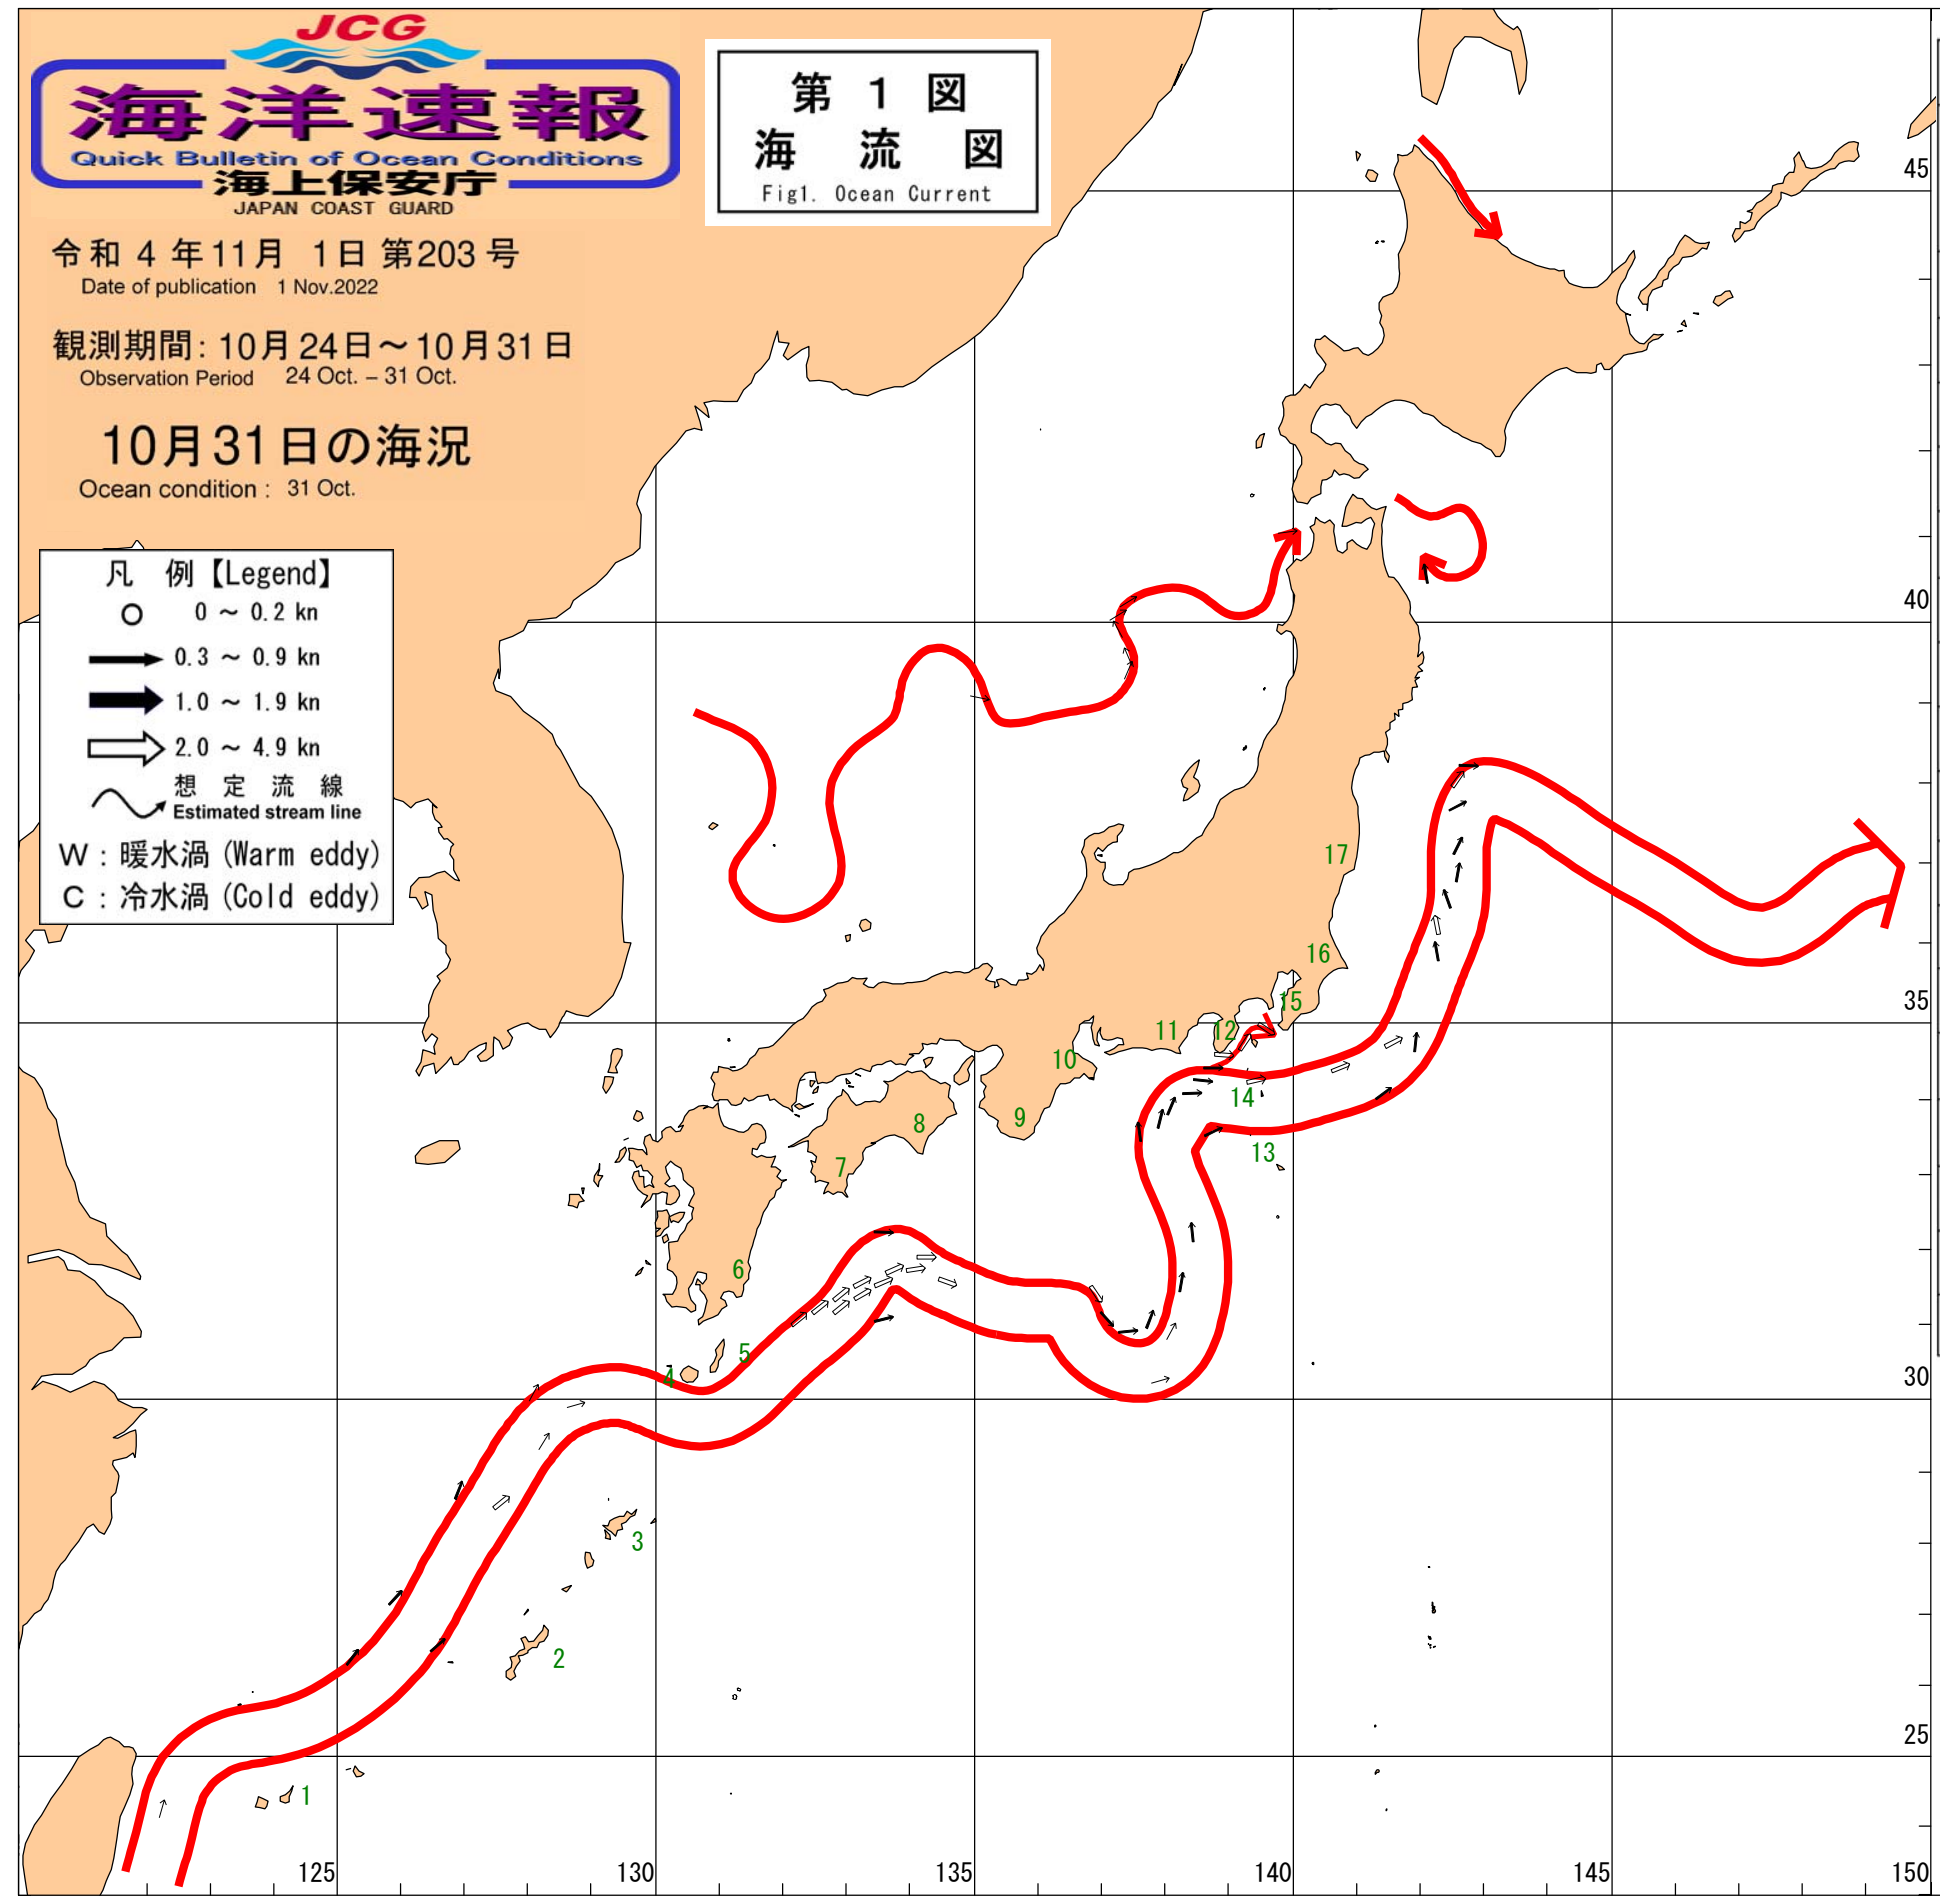 JCG
海洋速報
Quick Bulletin of Ocean Conditions
海上保安庁
JAPAN COAST GUARD
第 1 図
海 流 図
Fig1. Ocean Current
令和 4 年 11月 1日 第203 号
Date of publication 1 Nov.2022
観測期間: 10月24日～10月31日
Observation Period 24 Oct. – 31 Oct.
10月31日の海況
Ocean condition : 31 Oct.
凡 例【Legend】
0 ～ 0.2 kn
0.3 ～ 0.9 kn
1.0 ～ 1.9 kn
2.0 ～ 4.9 kn
想 定 流 線
Estimated stream line
W : 暖水渦 (Warm eddy)
C : 冷水渦 (Cold eddy)
45
40
17
16
35
15
12
11
10
14
9
8
13
7
6
5
4
30
3
2
25
1
125
130
135
140
145
150